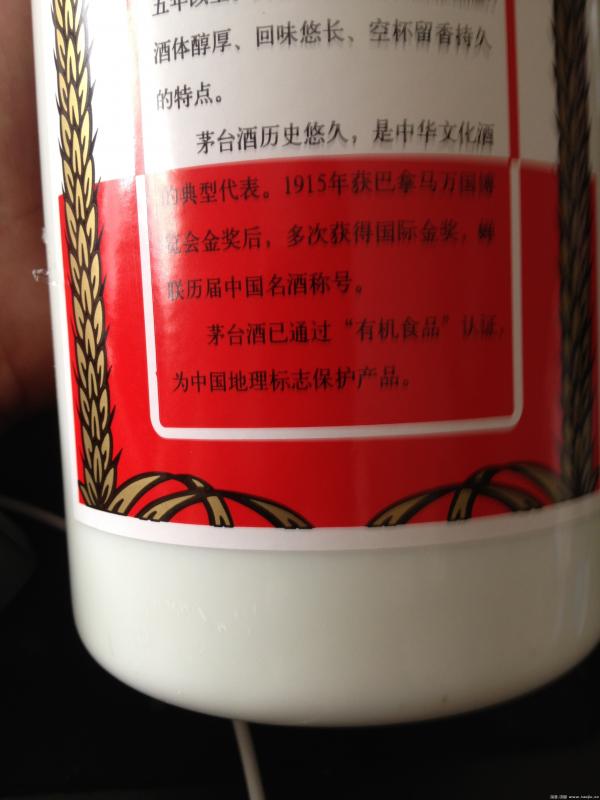 五年以上
酒体醇厚、回味悠长、空杯留香持久
的特点。
茅台酒历史悠久，是中华文化酒
的典型代表。1915年获巴拿马万国博
览会金奖后，多次获得国际金奖，蝉
联历届中国名酒称号。
茅台酒已通过“有机食品”认证，
为中国地理标志保护产品。